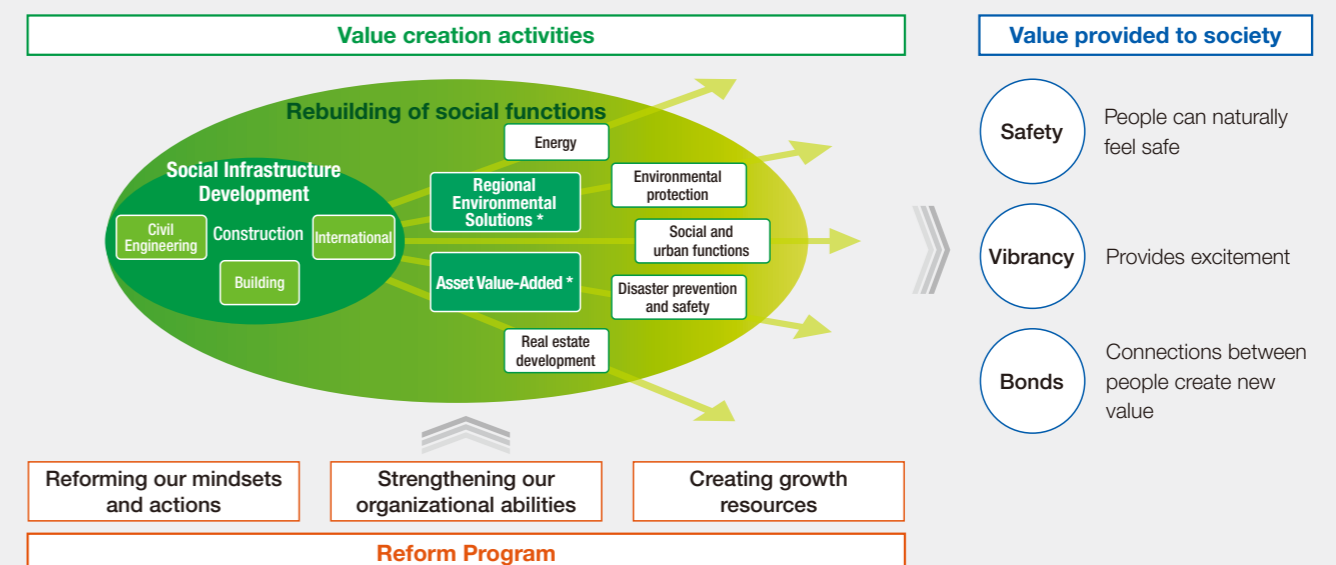 Value creation activities
Value provided to society
Rebuilding of social functions
Energy
Social Infrastructure
Development
Regional
Environmental
Solutions *
Environmental
protection
Civil
Engineering
Construction
International
Social and
urban functions
Building
Asset Value-Added *
Disaster prevention
and safety
Real estate
development
Safety
People can naturally
feel safe
Vibrancy
Provides excitement
Bonds
Connections between
people create new
value
Reforming our mindsets
and actions
Strengthening our
organizational abilities
Creating growth
resources
Reform Program